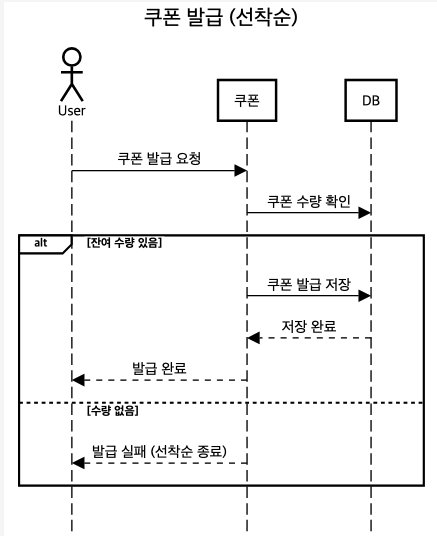 쿠폰 발급 (선착순)
User
쿠폰
DB
쿠폰 발급 요청
쿠폰 수량 확인
alt
[잔여 수량 있음]
쿠폰 발급 저장
저장 완료
발급 완료
[수량 없음]
발급 실패 (선착순 종료)